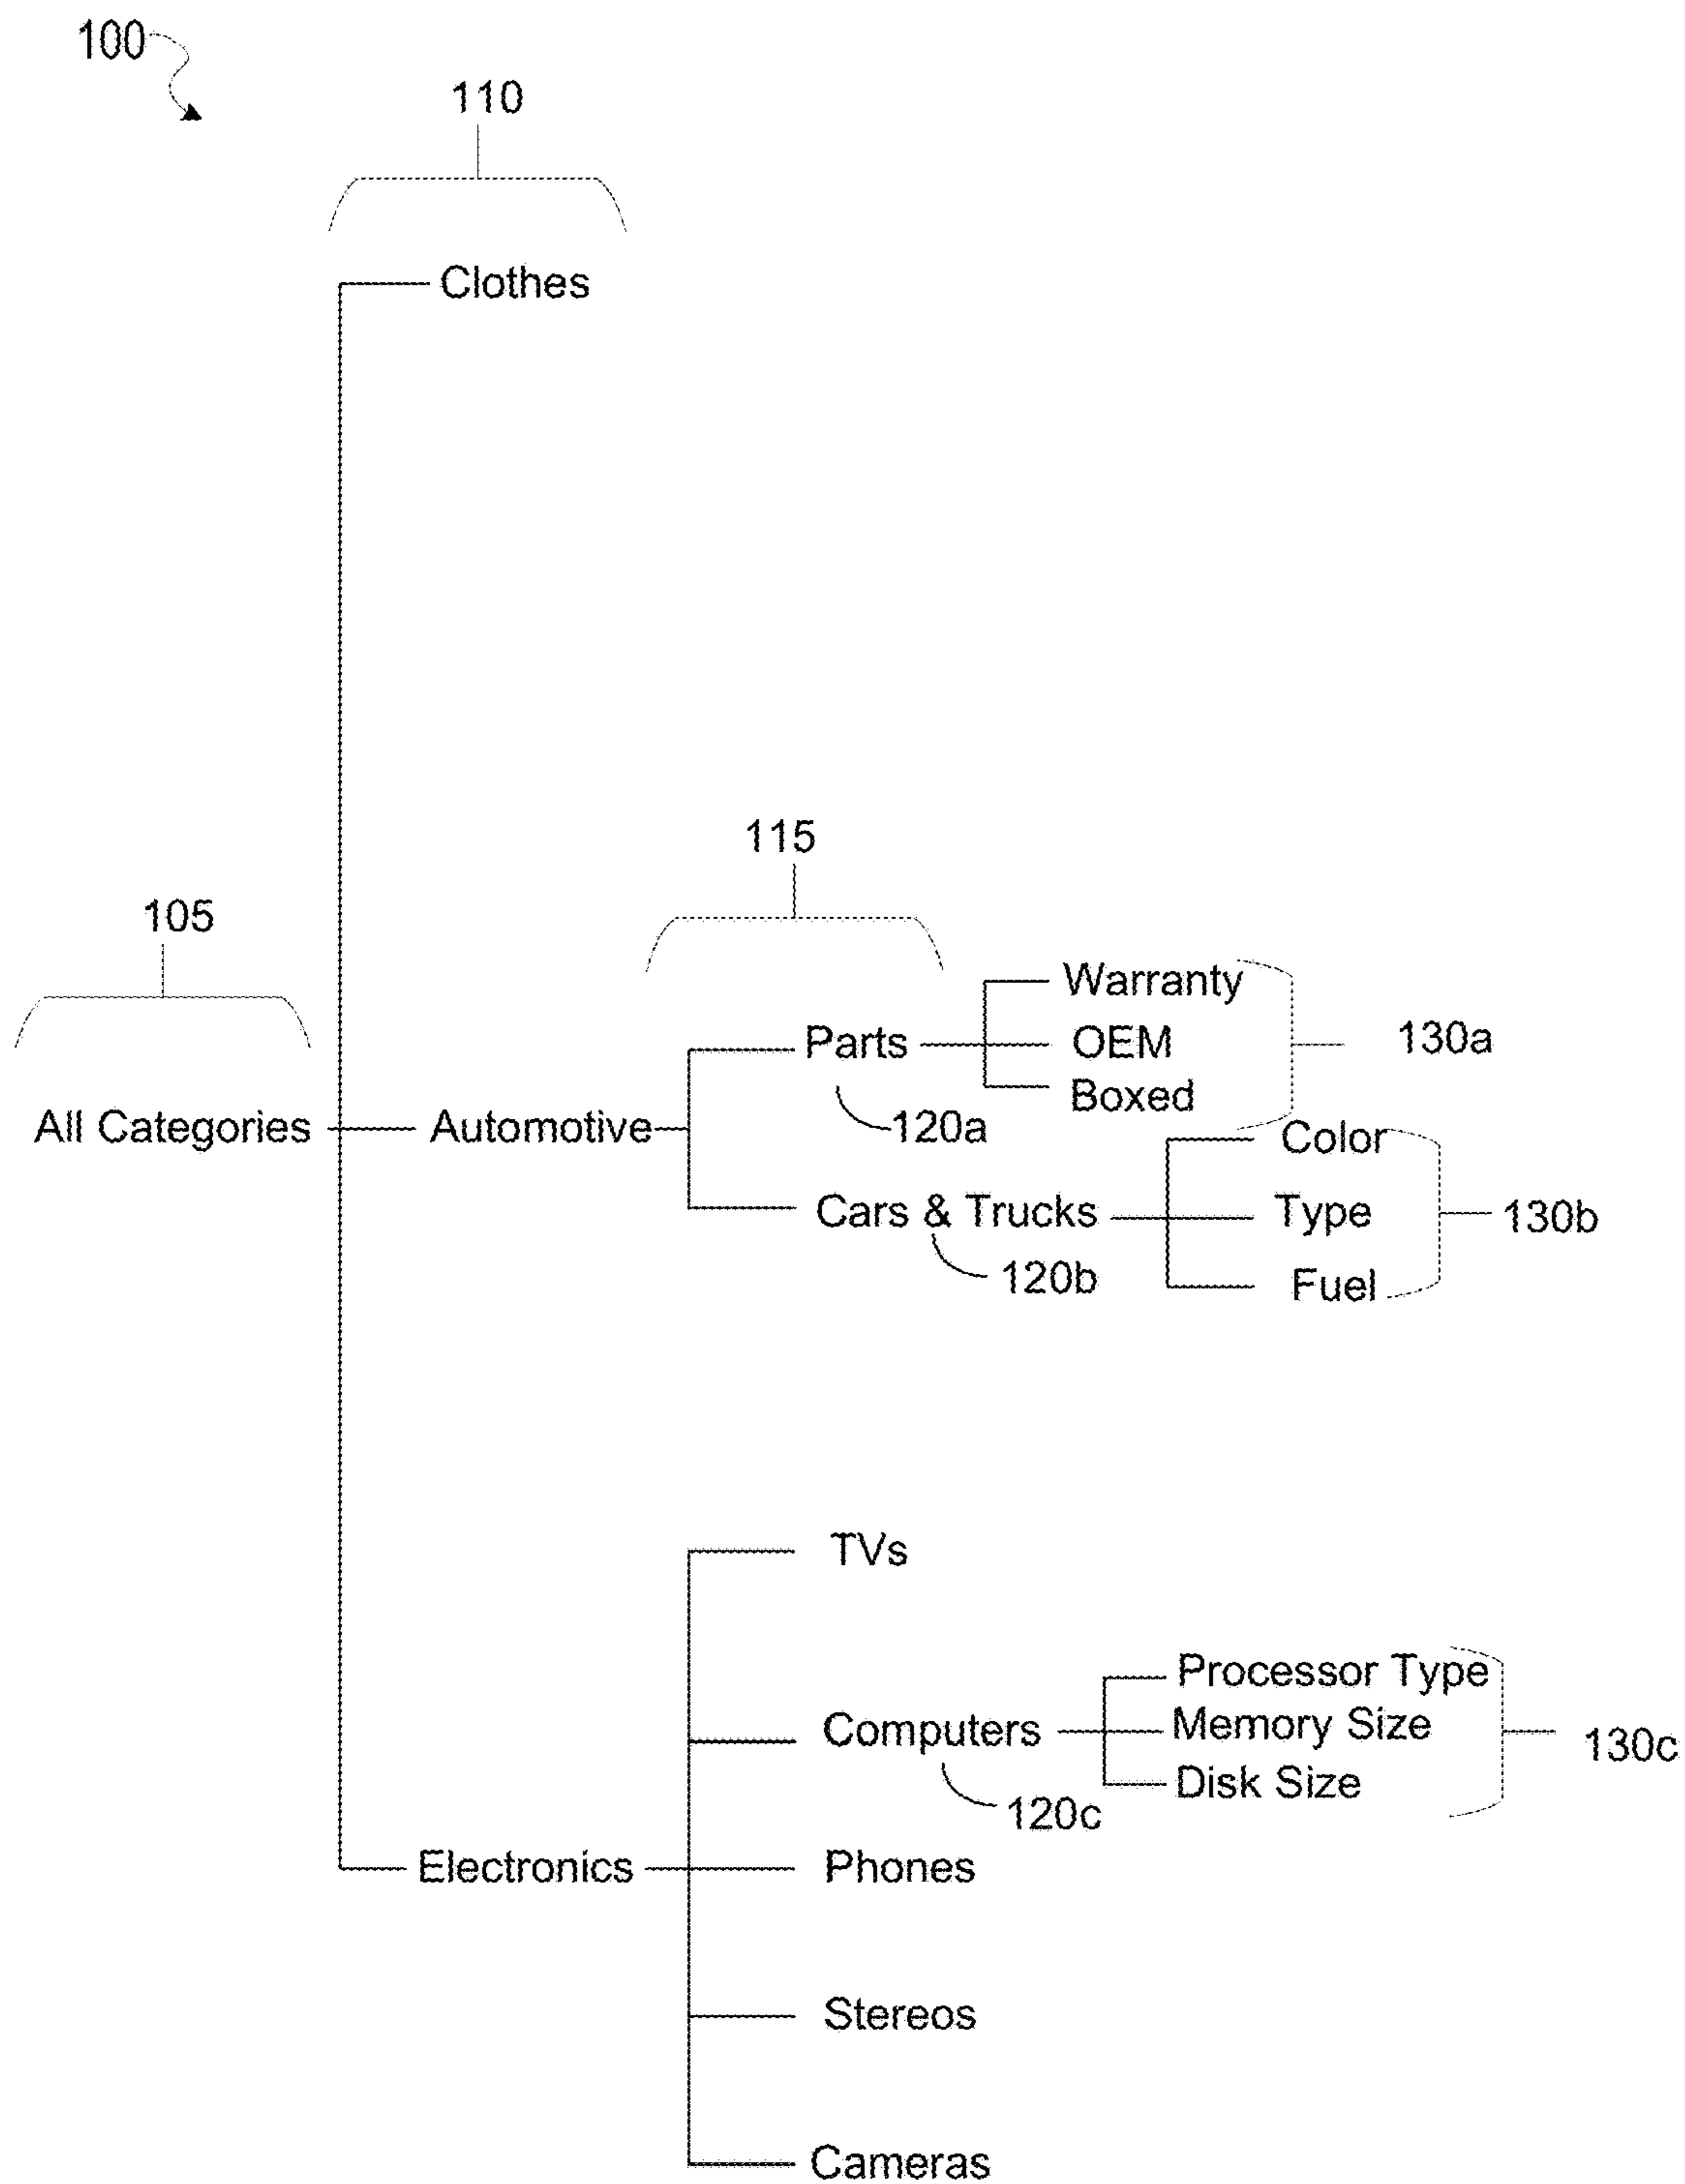 100
110
Clothes
115
105
Warranty
Parts
OEM
130a
Boxed
All Categories
Automotive
120a
Color
Cars & Trucks
Type
130b
120b
Fuel
TVs
Processor Type
Computers
Memory Size
130c
Disk Size
120c
Electronics
Phones
Stereos
Cameras